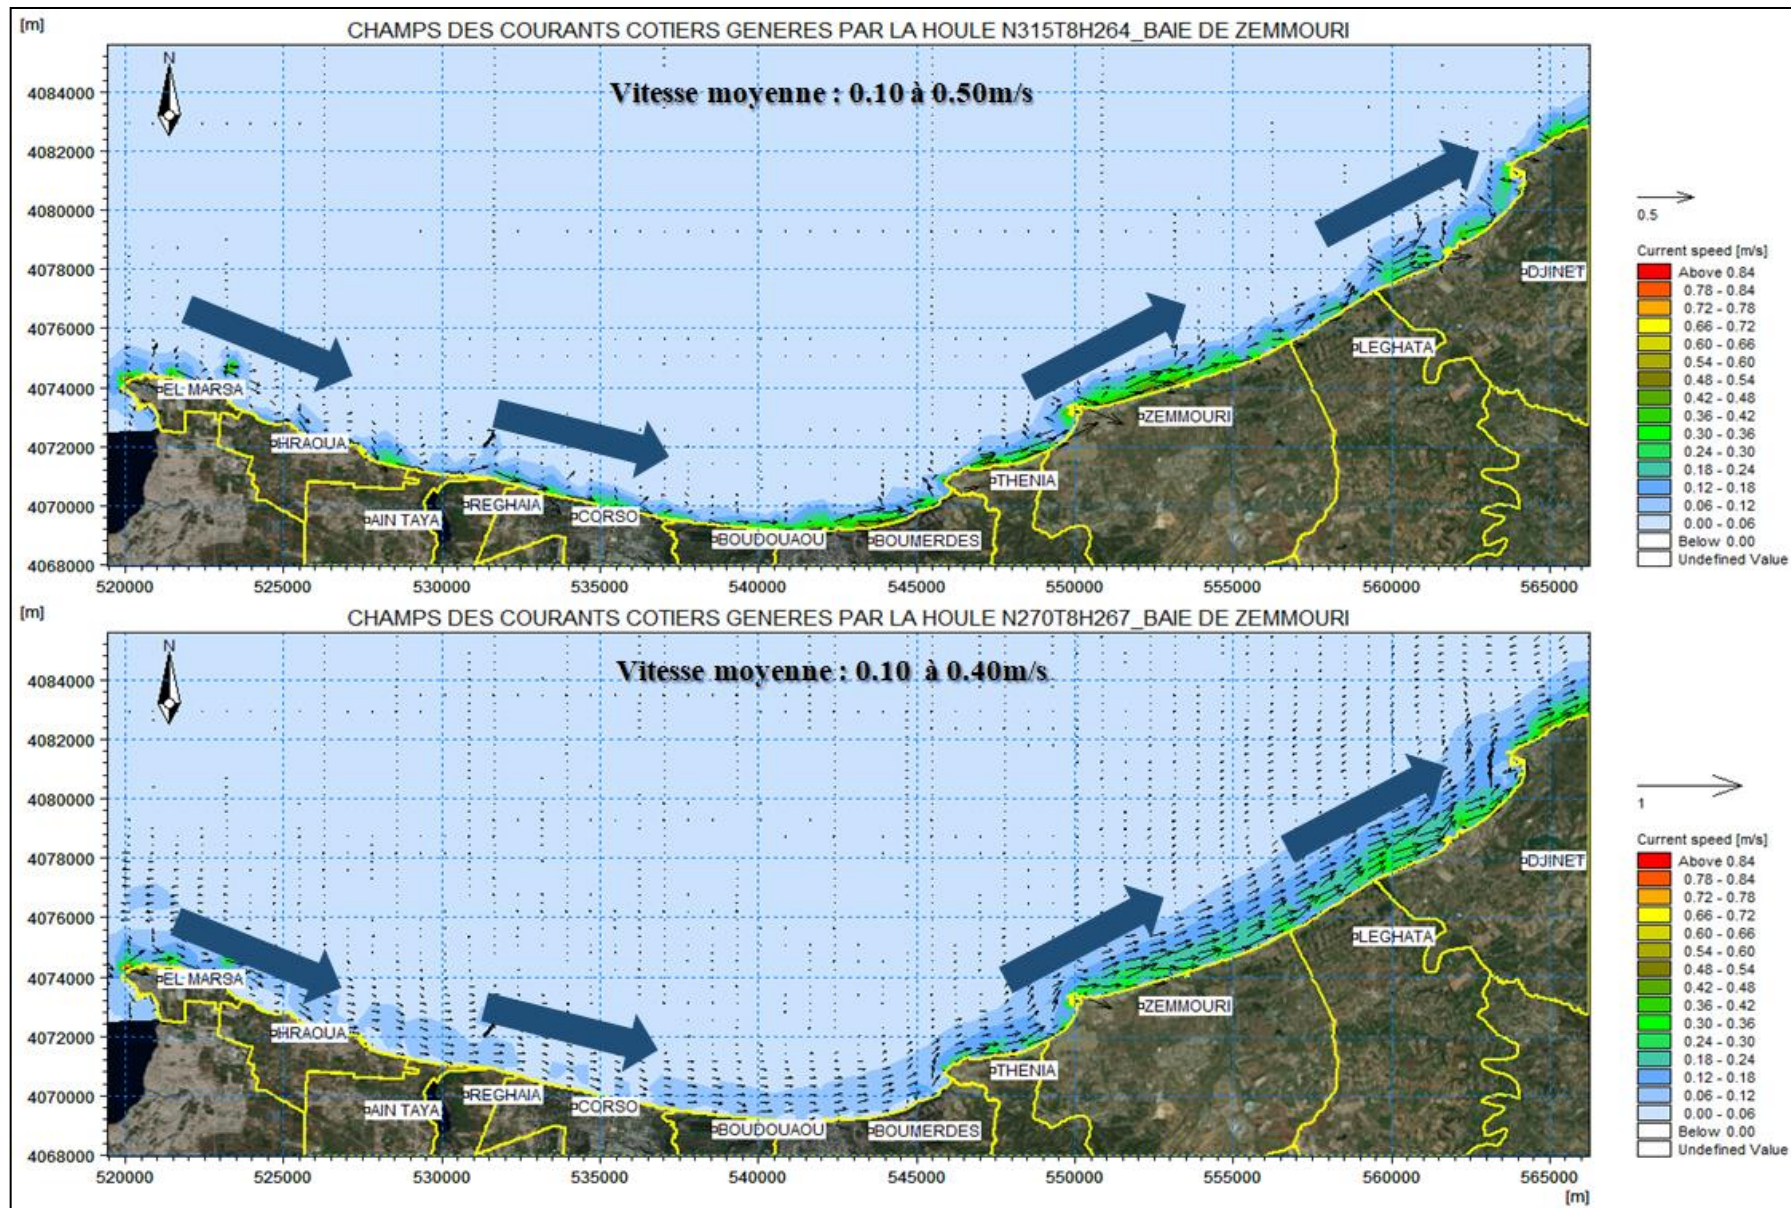 [m]
CHAMPS DES COURANTS COTIERS GENERES PAR LA HOULE N315T8H264_BAIE DE ZEMMOURI
N
Vitesse moyenne : 0.10 à 0.50m/s
4084000
4082000
4080000
4078000
4076000
4074000
4072000
4070000
4068000
EL MARSA
HRAOUA
AIN TAYA
REGHAIA
CORSO
BOUDOUAOU
BOUMERDES
THENIA
ZEMMOURI
LEGHATA
DJINET
520000 525000 530000 535000 540000 545000 550000 555000 560000 565000
0.5
Current speed [m/s]
Above 0.84
0.78 - 0.84
0.72 - 0.78
0.66 - 0.72
0.60 - 0.66
0.54 - 0.60
0.48 - 0.54
0.42 - 0.48
0.36 - 0.42
0.30 - 0.36
0.24 - 0.30
0.18 - 0.24
0.12 - 0.18
0.06 - 0.12
0.00 - 0.06
Below 0.00
Undefined Value
[m]
CHAMPS DES COURANTS COTIERS GENERES PAR LA HOULE N270T8H267_BAIE DE ZEMMOURI
N
Vitesse moyenne : 0.10 à 0.40m/s
4084000
4082000
4080000
4078000
4076000
4074000
4072000
4070000
4068000
EL MARSA
HRAOUA
AIN TAYA
REGHAIA
CORSO
BOUDOUAOU
BOUMERDES
THENIA
ZEMMOURI
LEGHATA
DJINET
520000 525000 530000 535000 540000 545000 550000 555000 560000 565000
[m]
1
Current speed [m/s]
Above 0.84
0.78 - 0.84
0.72 - 0.78
0.66 - 0.72
0.60 - 0.66
0.54 - 0.60
0.48 - 0.54
0.42 - 0.48
0.36 - 0.42
0.30 - 0.36
0.24 - 0.30
0.18 - 0.24
0.12 - 0.18
0.06 - 0.12
0.00 - 0.06
Below 0.00
Undefined Value